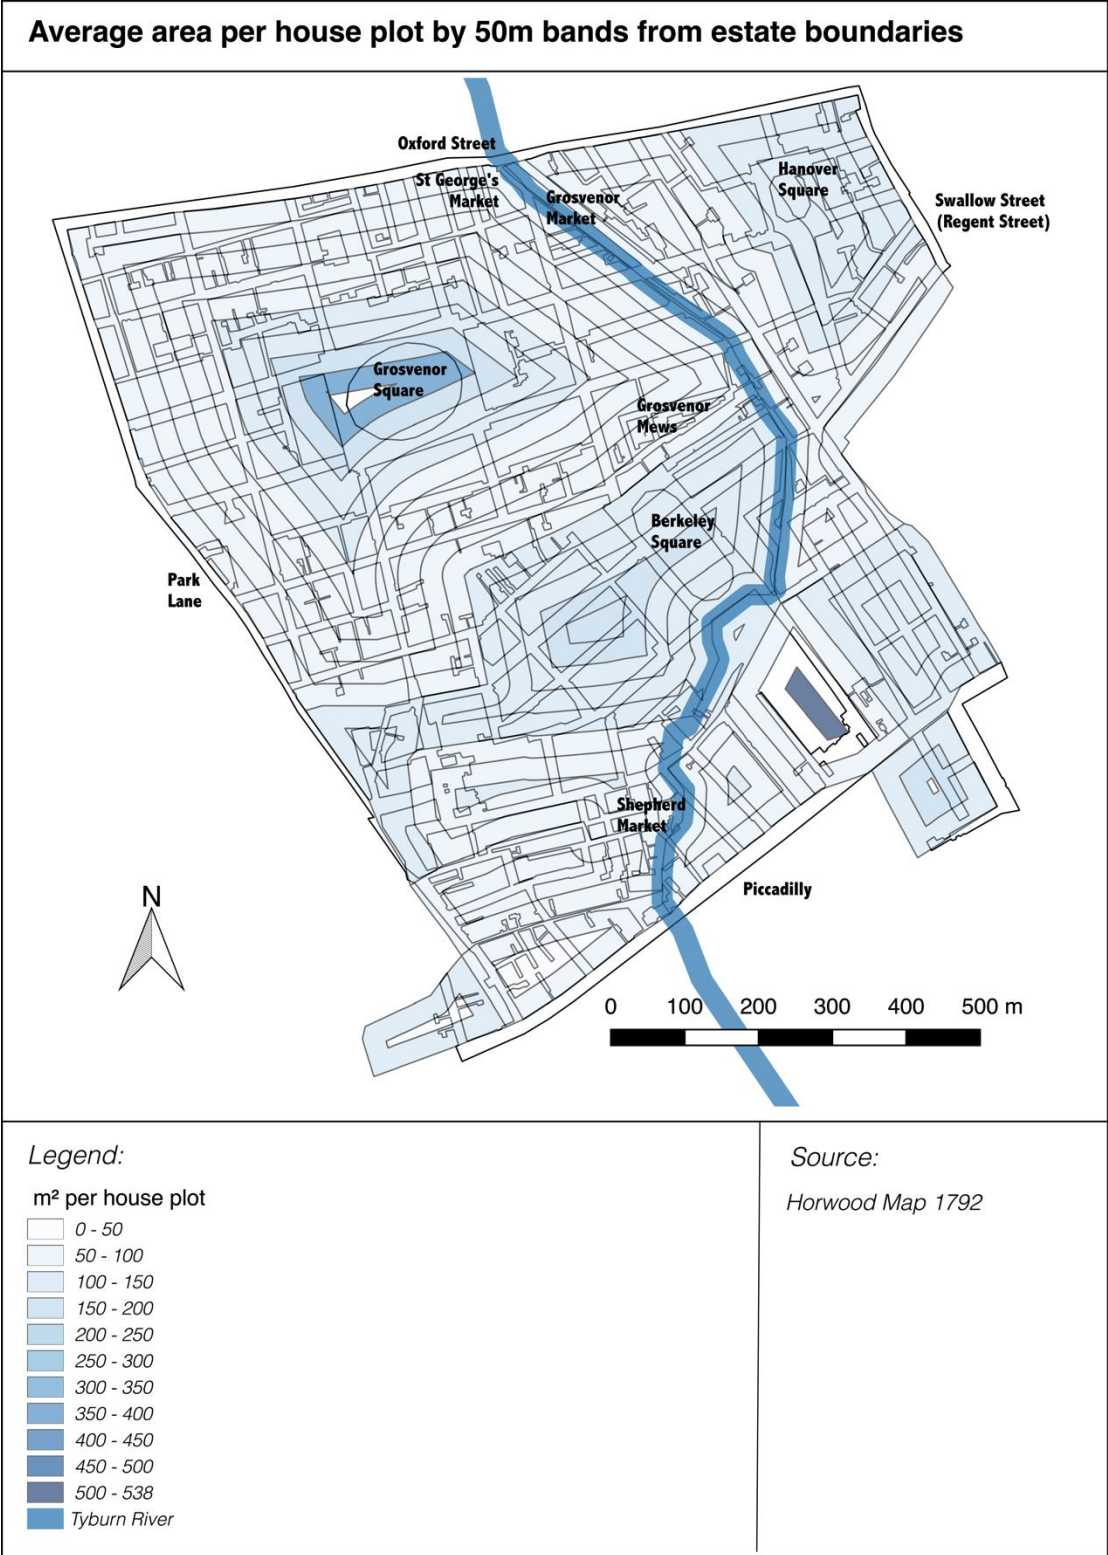 Average area per house plot by 50m bands from estate boundaries
Oxford Street
St George's
Market
Grosvenor
Market
Hanover
Square
Swallow Street
(Regent Street)
Grosvenor
Square
Grosvenor
Mews
Berkeley
Square
Park
Lane
Shepherd
Market
Piccadilly
N
0 100 200 300 400 500 m
Legend:
m² per house plot
0 - 50
50 - 100
100 - 150
150 - 200
200 - 250
250 - 300
300 - 350
350 - 400
400 - 450
450 - 500
500 - 538
Tyburn River
Source:
Horwood Map 1792